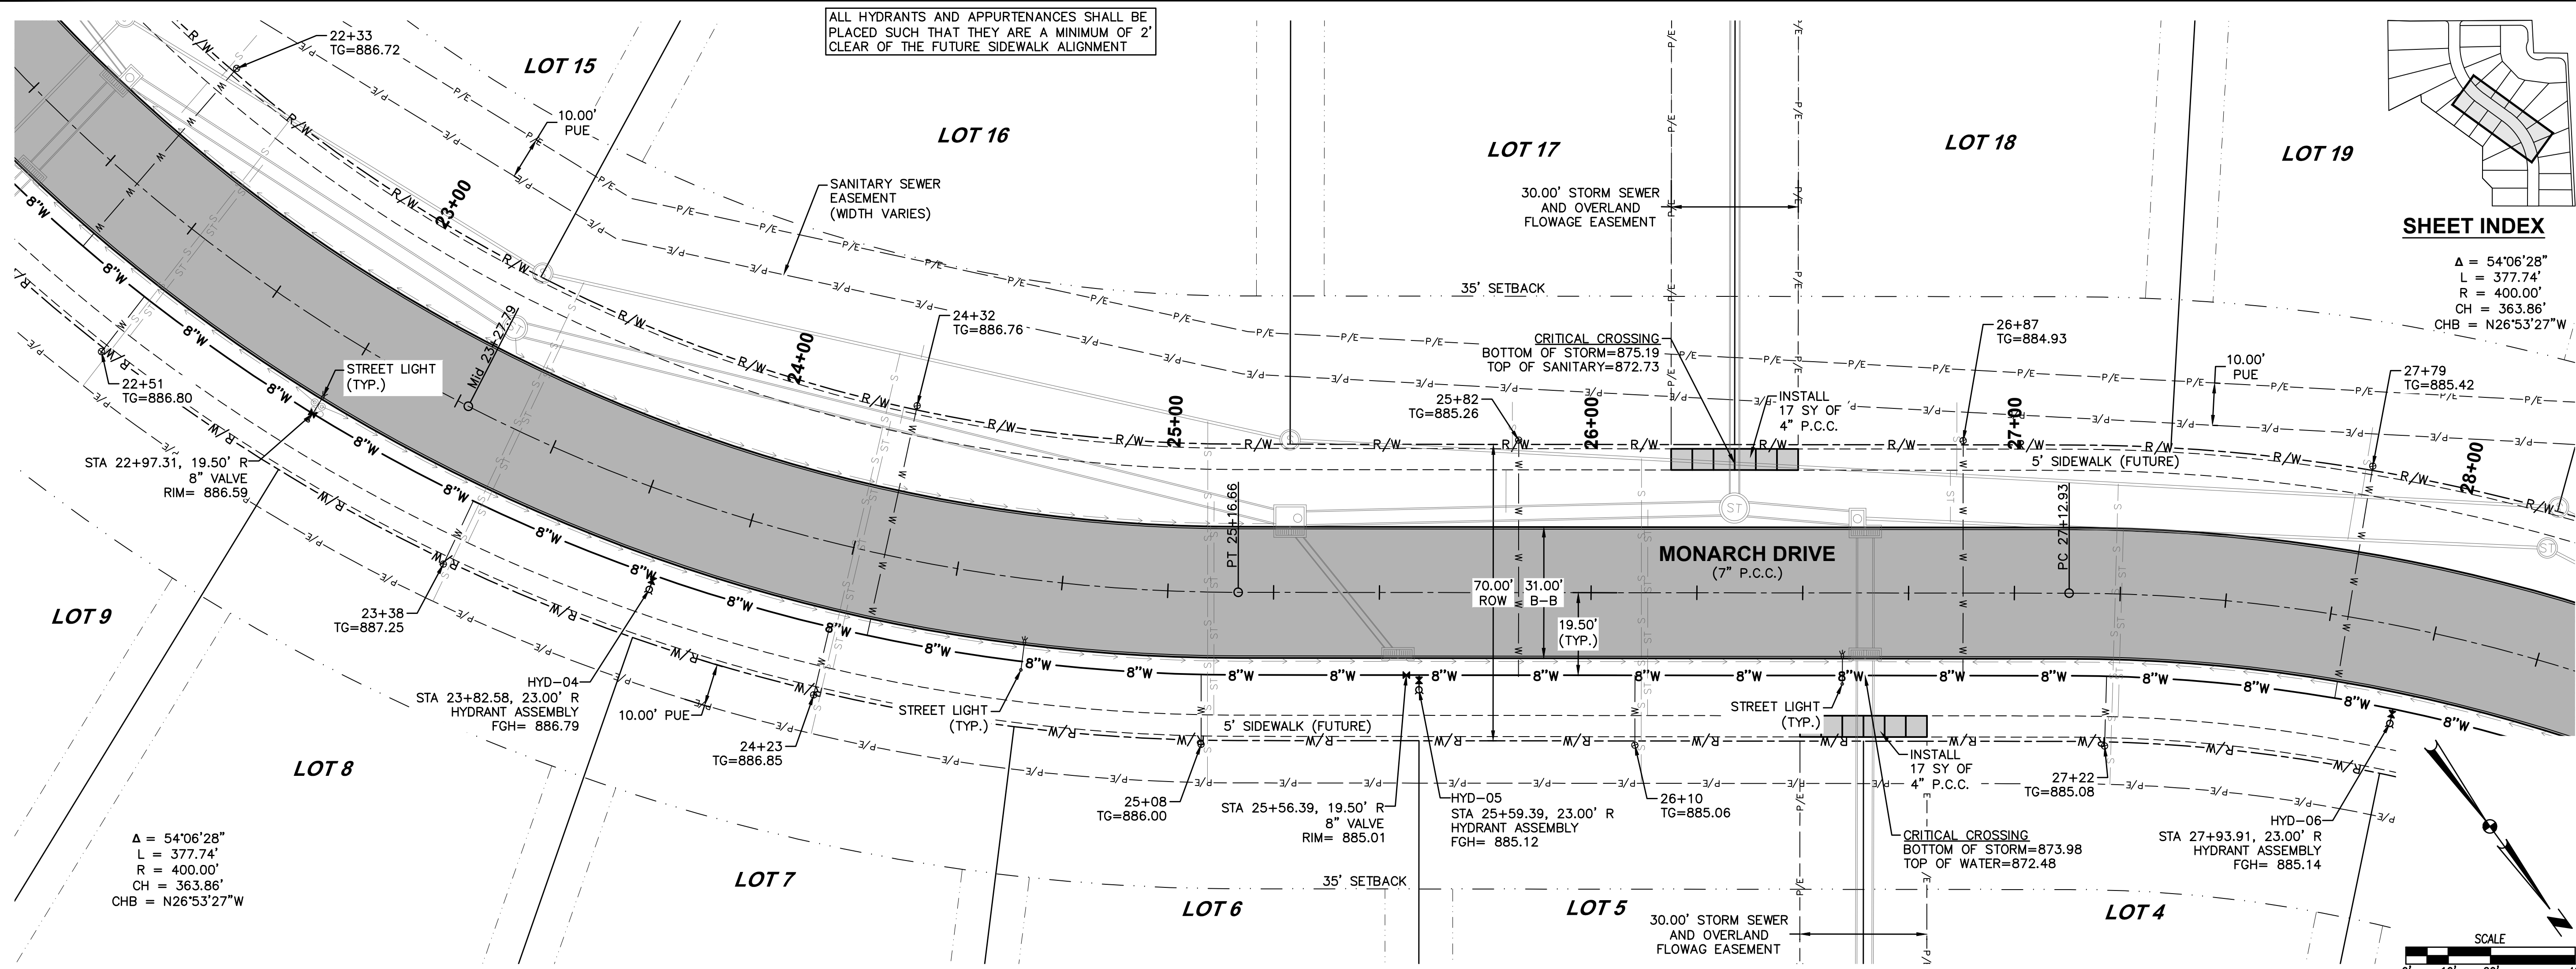 ALL HYDRANTS AND APPURTENANCES SHALL BE
PLACED SUCH THAT THEY ARE A MINIMUM OF 2'
CLEAR OF THE FUTURE SIDEWALK ALIGNMENT
22+33
TG=886.72
LOT 15
10.00'
PUE
LOT 16
SANITARY SEWER
EASEMENT
(WIDTH VARIES)
LOT 17
30.00' STORM SEWER
AND OVERLAND
FLOWAGE EASEMENT
LOT 18
LOT 19
SHEET INDEX
Δ = 54°06'28"
L = 377.74'
R = 400.00'
CH = 363.86'
CHB = N26°53'27"W
35' SETBACK
23+00
24+00
25+00
26+00
27+00
28+00
Mid 23+27.79
24+32
TG=886.76
CRITICAL CROSSING
BOTTOM OF STORM=875.19
TOP OF SANITARY=872.73
25+82
TG=885.26
INSTALL
17 SY OF
4" P.C.C.
26+87
TG=884.93
10.00'
PUE
27+79
TG=885.42
5' SIDEWALK (FUTURE)
22+51
TG=886.80
STREET LIGHT
(TYP.)
STA 22+97.31, 19.50' R
8" VALVE
RIM= 886.59
PT 25+16.66
PC 27+12.93
MONARCH DRIVE
(7" P.C.C.)
70.00'
ROW
31.00'
B-B
19.50'
(TYP.)
LOT 9
23+38
TG=887.25
HYD-04
STA 23+82.58, 23.00' R
HYDRANT ASSEMBLY
FGH= 886.79
10.00' PUE
24+23
TG=886.85
STREET LIGHT
(TYP.)
5' SIDEWALK (FUTURE)
STREET LIGHT
(TYP.)
INSTALL
17 SY OF
4" P.C.C.
25+08
TG=886.00
STA 25+56.39, 19.50' R
8" VALVE
RIM= 885.01
HYD-05
STA 25+59.39, 23.00' R
HYDRANT ASSEMBLY
FGH= 885.12
26+10
TG=885.06
27+22
TG=885.08
CRITICAL CROSSING
BOTTOM OF STORM=873.98
TOP OF WATER=872.48
HYD-06
STA 27+93.91, 23.00' R
HYDRANT ASSEMBLY
FGH= 885.14
LOT 8
Δ = 54°06'28"
L = 377.74'
R = 400.00'
CH = 363.86'
CHB = N26°53'27"W
LOT 7
35' SETBACK
LOT 6
LOT 5
30.00' STORM SEWER
AND OVERLAND
FLOWAG EASEMENT
LOT 4
SCALE
R/W
P/E
8"W
W
S
ST